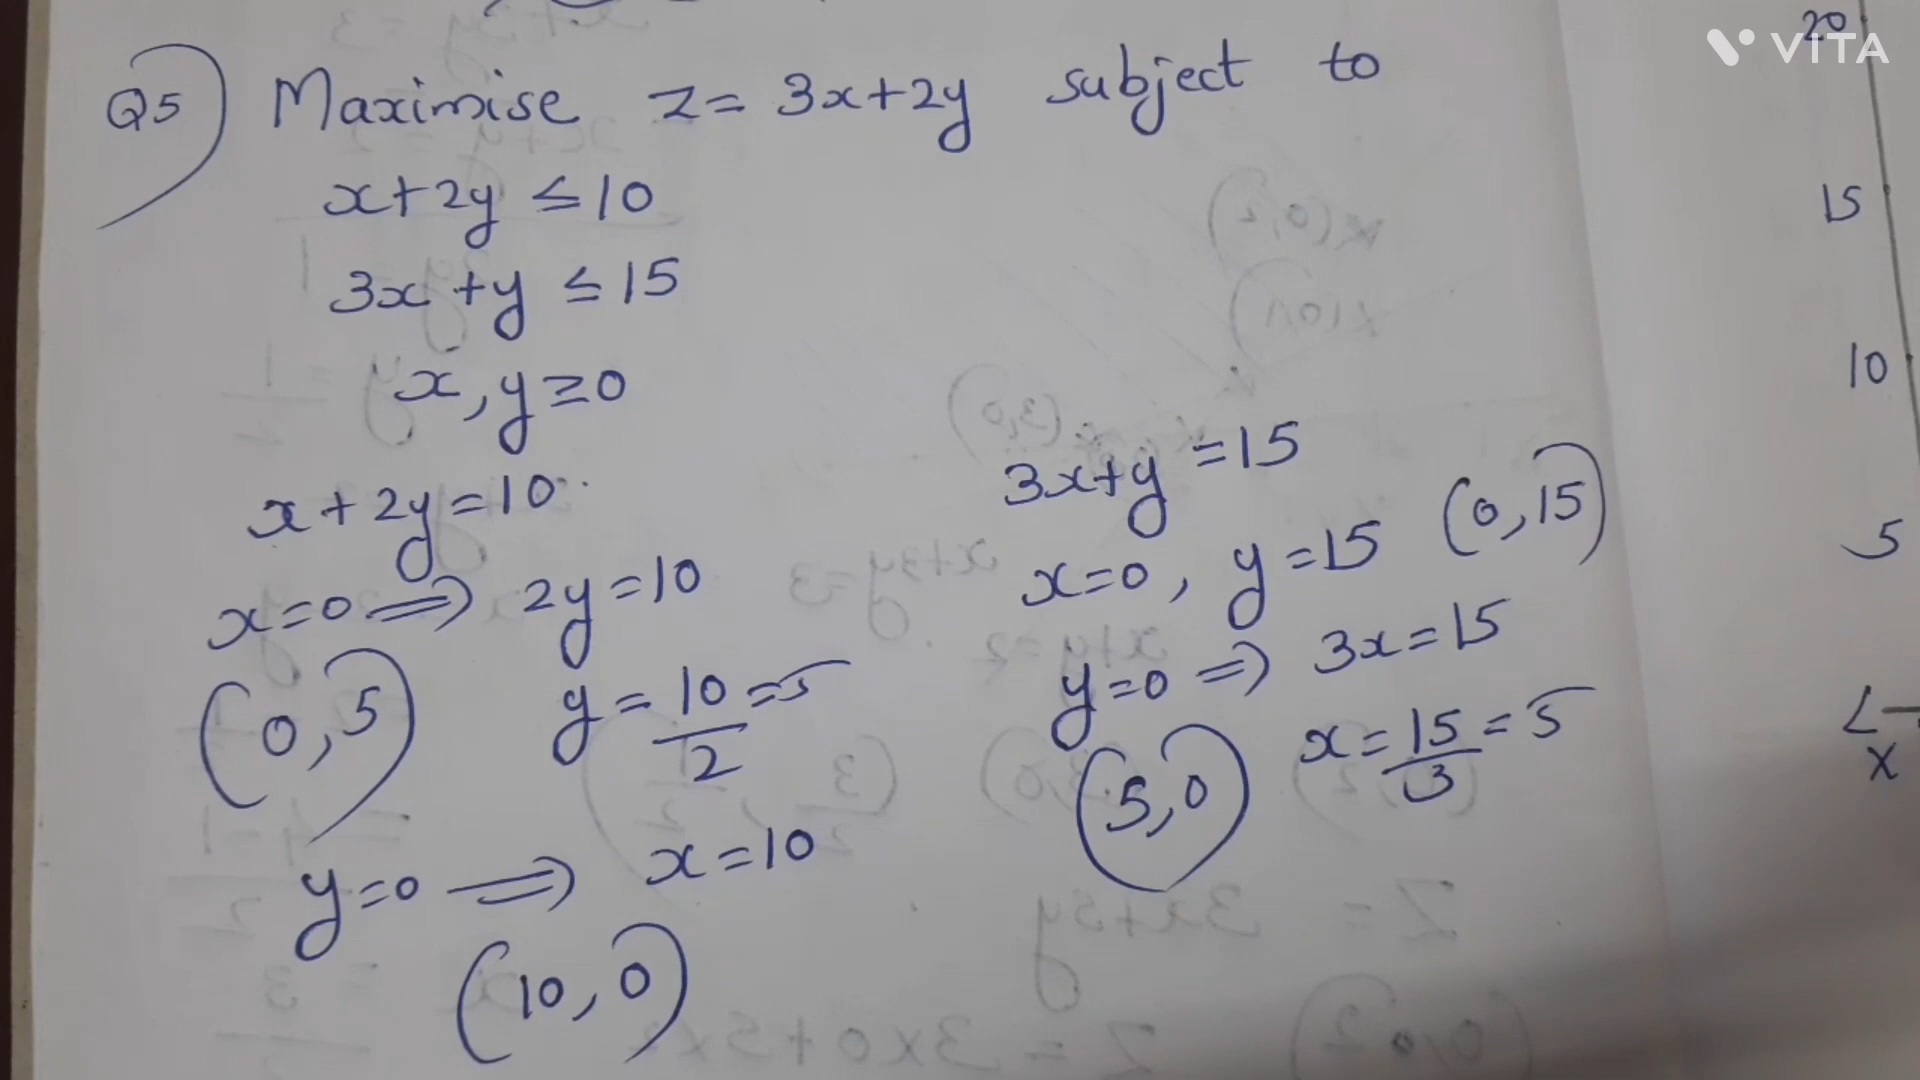 VITA
Q5) Maximise z = 3x+2y subject to
x+2y ≤ 10
3x+y ≤ 15
x, y ≥ 0
x+2y=10
x=0 ⟹ 2y=10
(0,5) y = 10/2 = 5
y=0 ⟹ x=10
(10,0)
3x+y=15
x=0, y=15 (0,15)
y=0 ⟹ 3x=15
(5,0) x=15/3=5
20
15
10
5
x